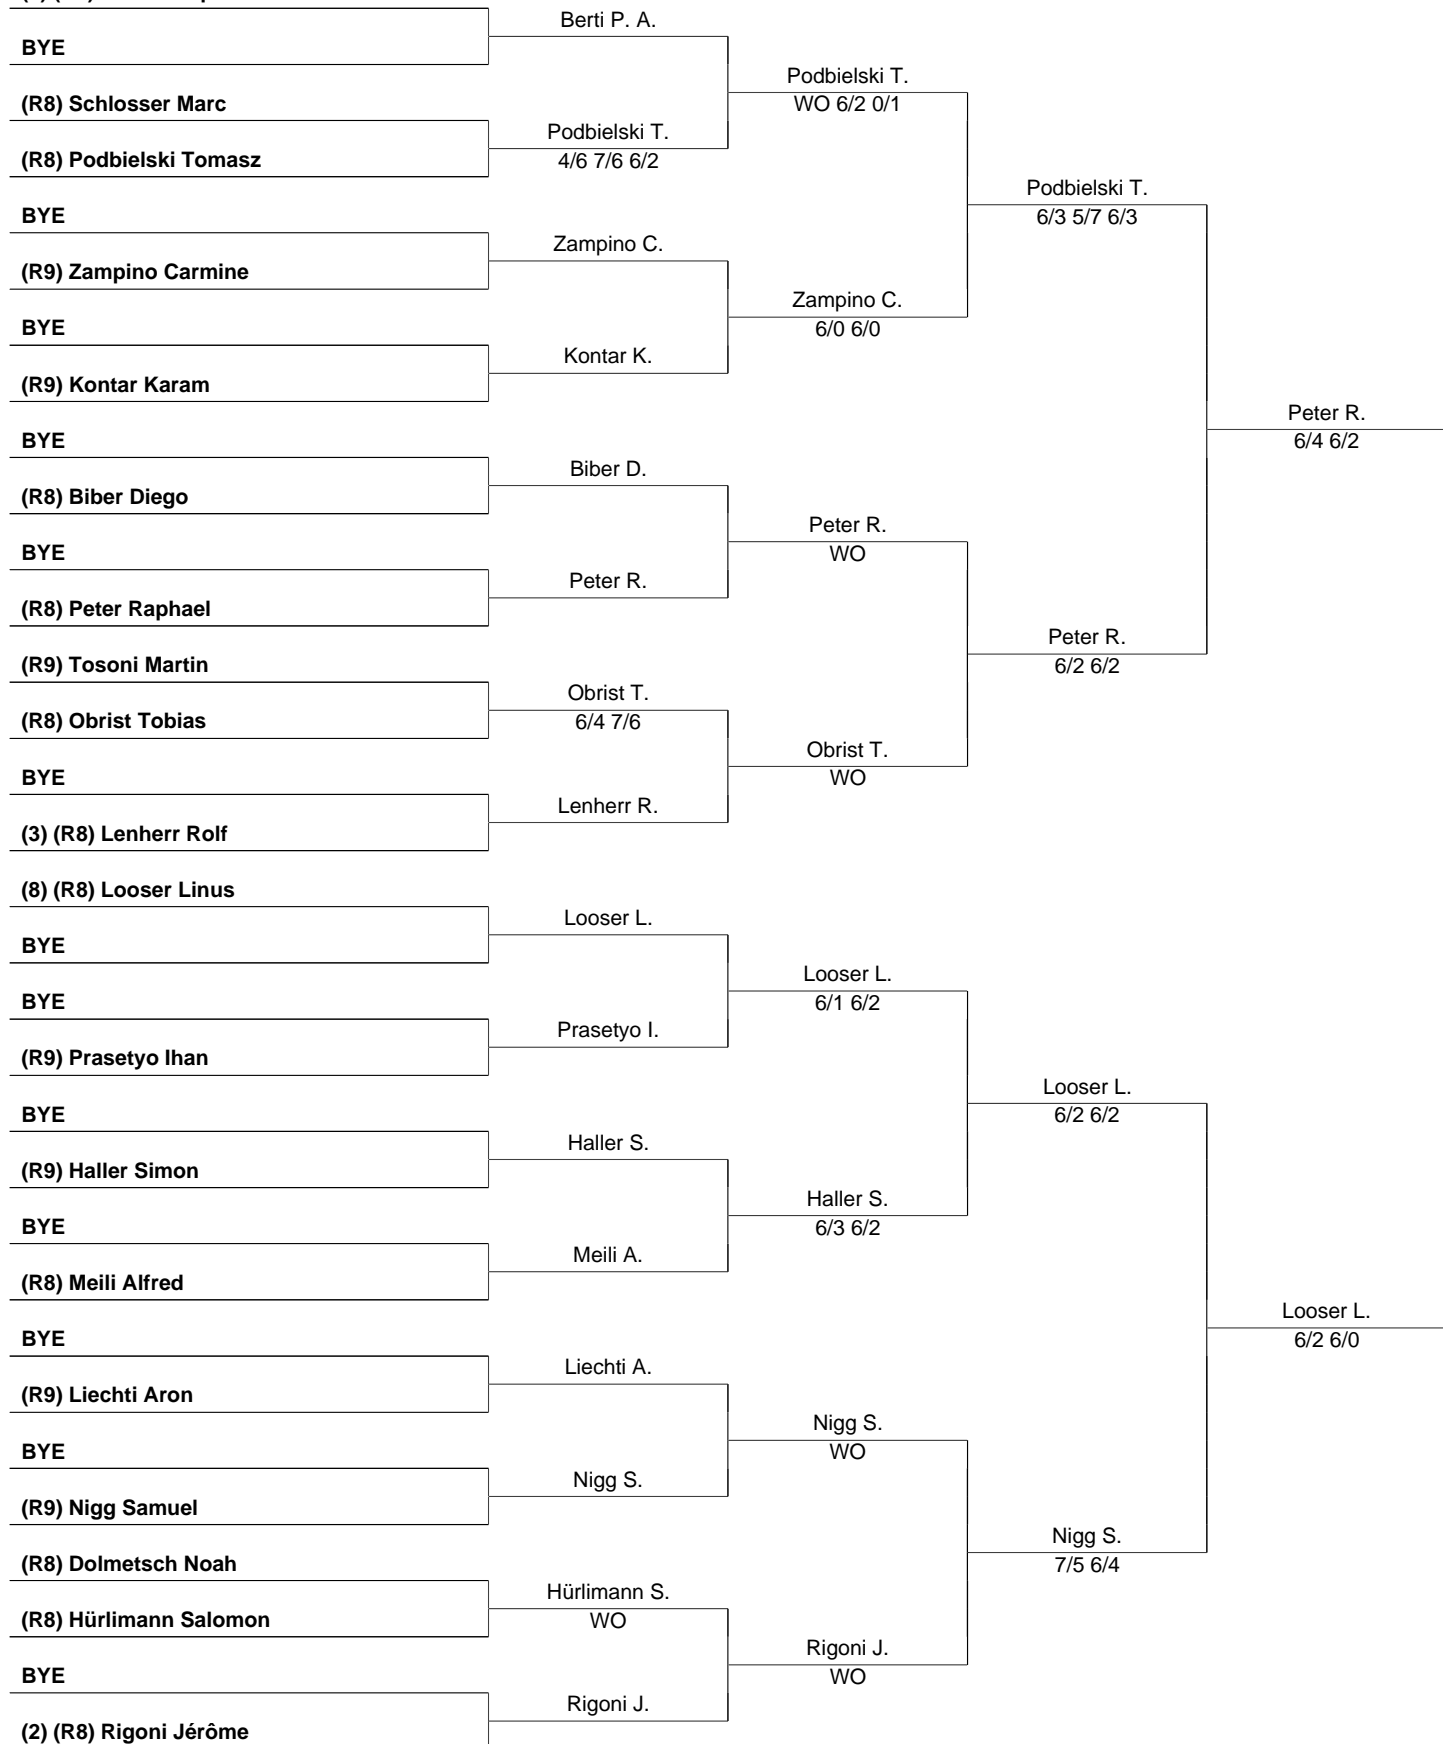 BYE
(R8) Schlosser Marc
(R8) Podbielski Tomasz
BYE
(R9) Zampino Carmine
BYE
(R9) Kontar Karam
BYE
(R8) Biber Diego
BYE
(R8) Peter Raphael
(R9) Tosoni Martin
(R8) Obrist Tobias
BYE
(3) (R8) Lenherr Rolf
(8) (R8) Looser Linus
BYE
BYE
(R9) Prasetyo Ihan
BYE
(R9) Haller Simon
BYE
(R8) Meili Alfred
BYE
(R9) Liechti Aron
BYE
(R9) Nigg Samuel
(R8) Dolmetsch Noah
(R8) Hürlimann Salomon
BYE
(2) (R8) Rigoni Jérôme
Berti P. A.
Podbielski T.
4/6 7/6 6/2
Zampino C.
Kontar K.
Biber D.
Peter R.
Obrist T.
6/4 7/6
Lenherr R.
Looser L.
Prasetyo I.
Haller S.
Meili A.
Liechti A.
Nigg S.
Hürlimann S.
WO
Rigoni J.
Podbielski T.
WO 6/2 0/1
Zampino C.
6/0 6/0
Peter R.
WO
Obrist T.
WO
Looser L.
6/1 6/2
Haller S.
6/3 6/2
Nigg S.
WO
Rigoni J.
WO
Podbielski T.
6/3 5/7 6/3
Peter R.
6/2 6/2
Looser L.
6/2 6/2
Nigg S.
7/5 6/4
Peter R.
6/4 6/2
Looser L.
6/2 6/0